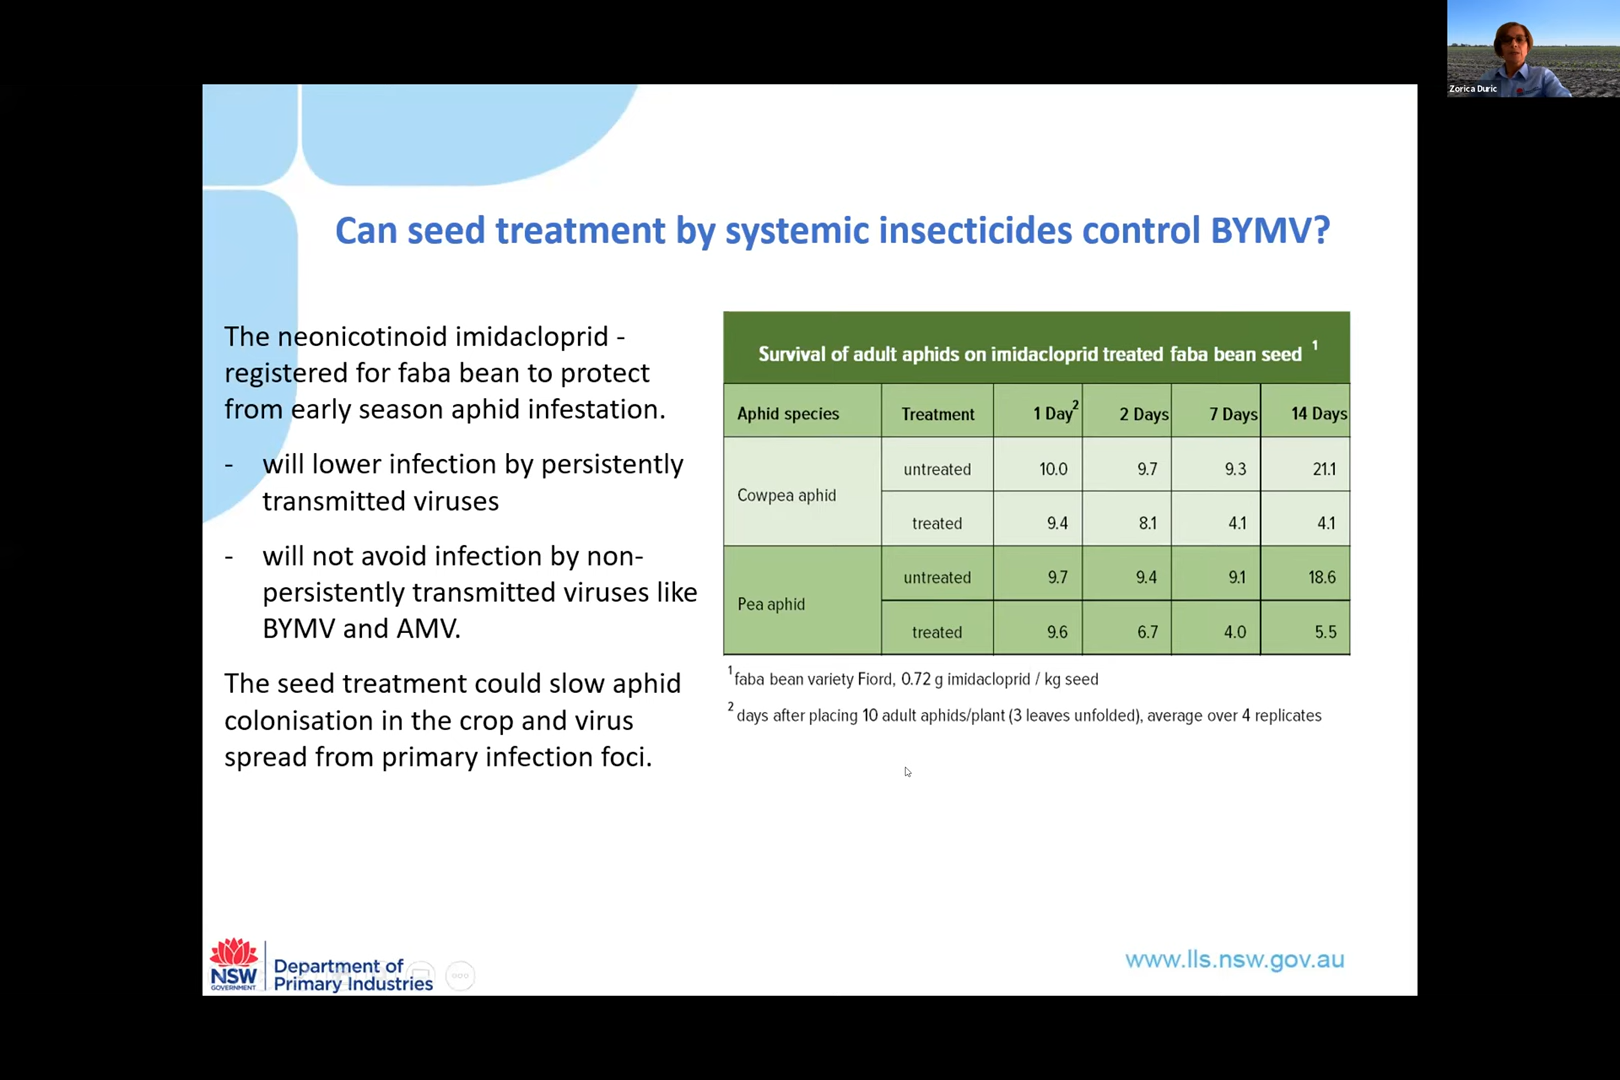 Zorica Duric
Can seed treatment by systemic insecticides control BYMV?
The neonicotinoid imidacloprid -
registered for faba bean to protect
from early season aphid infestation.
- will lower infection by persistently
transmitted viruses
- will not avoid infection by non-
persistently transmitted viruses like
BYMV and AMV.
The seed treatment could slow aphid
colonisation in the crop and virus
spread from primary infection foci.
Survival of adult aphids on imidacloprid treated faba bean seed 1
Aphid species Treatment 1 Day2 2 Days 7 Days 14 Days
Cowpea aphid
untreated 10.0 9.7 9.3 21.1
treated 9.4 8.1 4.1 4.1
Pea aphid
untreated 9.7 9.4 9.1 18.6
treated 9.6 6.7 4.0 5.5
1 faba bean variety Fiord, 0.72 g imidacloprid / kg seed
2 days after placing 10 adult aphids/plant (3 leaves unfolded), average over 4 replicates
NSW
GOVERNMENT
Department of
Primary Industries
www.lls.nsw.gov.au